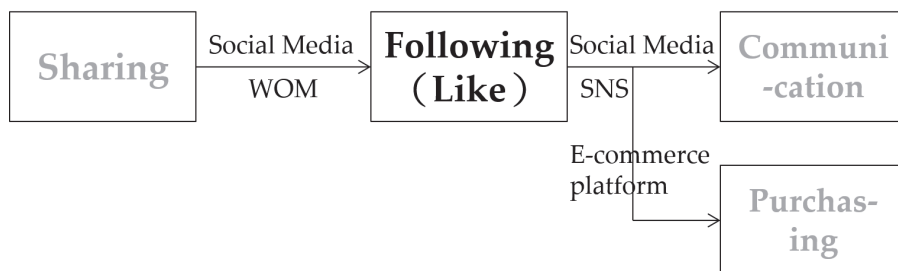 Sharing
Social Media
WOM
Following
(Like)
Social Media
SNS
Communi
-cation
E-commerce
platform
Purchas-
ing